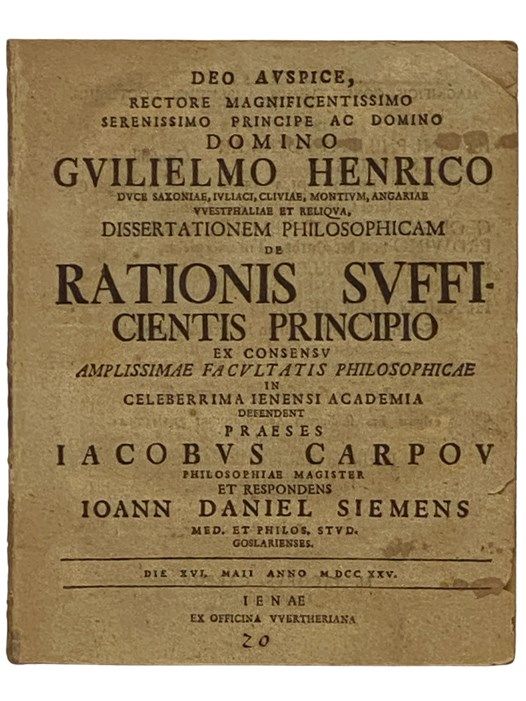 DEO AVSPICE,
RECTORE MAGNIFICENTISSIMO
SERENISSIMO PRINCIPE AC DOMINO
DOMINO
GVILIELMO HENRICO
DVCE SAXONIAE, IVLIACI, CLIVIAE, MONTIVM, ANGARIAE
VVESTPHALIAE ET RELIQVA,
DISSERTATIONEM PHILOSOPHICAM
DE
RATIONIS SVFFI-
CIENTIS PRINCIPIO
EX CONSENSV
AMPLISSIMAE FACVLTATIS PHILOSOPHICAE
IN
CELEBERRIMA IENENSI ACADEMIA
DEFENDENT
PRAESES
IACOBVS CARPOV
PHILOSOPHIAE MAGISTER
ET RESPONDENS
IOANN DANIEL SIEMENS
MED. ET PHILOS. STVD.
GOSLARIENSES.
DIE XVI. MAII ANNO MDCCXXV.
IENAE
EX OFFICINA VVERTHERIANA
20